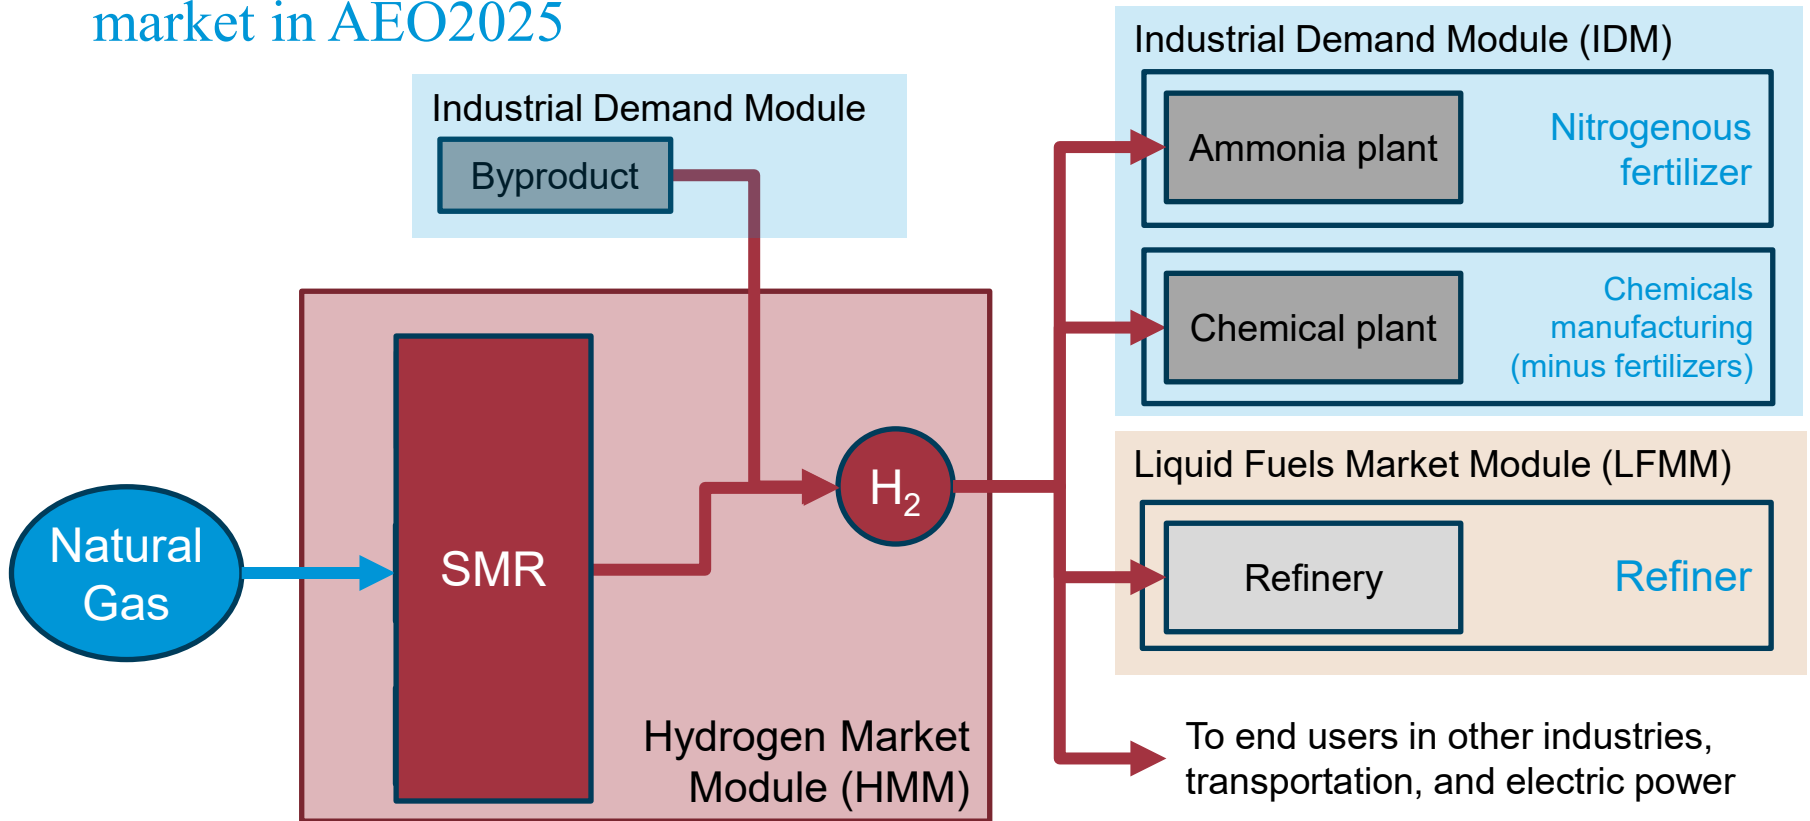 market in AEO2025
Industrial Demand Module
Byproduct
Natural
Gas
SMR
H₂
Hydrogen Market
Module (HMM)
Industrial Demand Module (IDM)
Ammonia plant
Nitrogenous
fertilizer
Chemical plant
Chemicals
manufacturing
(minus fertilizers)
Liquid Fuels Market Module (LFMM)
Refinery
Refiner
To end users in other industries,
transportation, and electric power